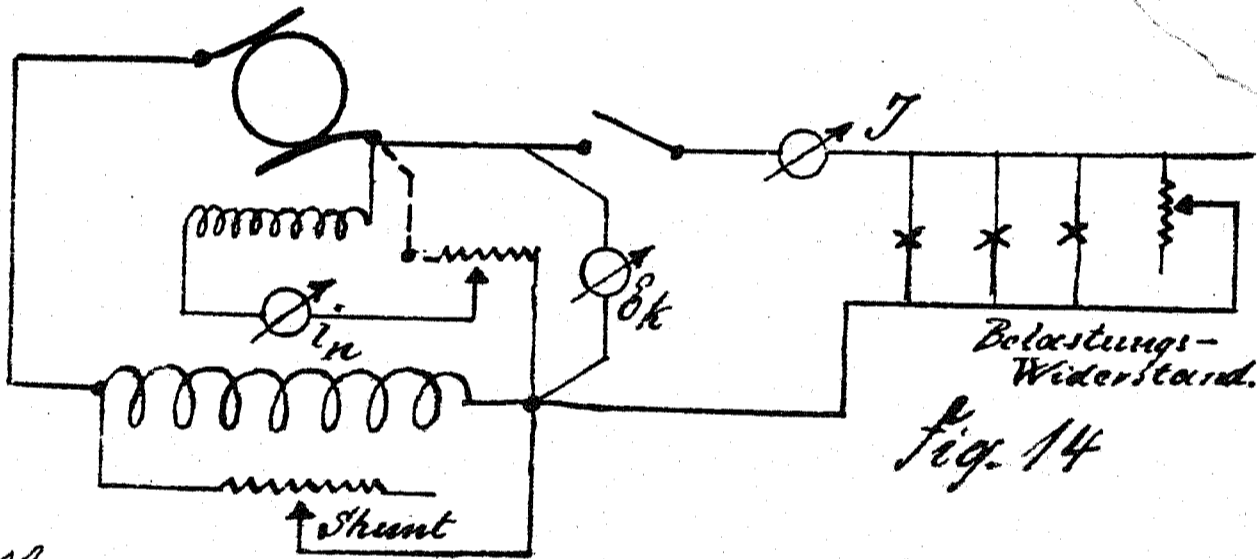 J
i_n
ℰ_k
Belastungs-
Widerstand.
Fig. 14
Shunt